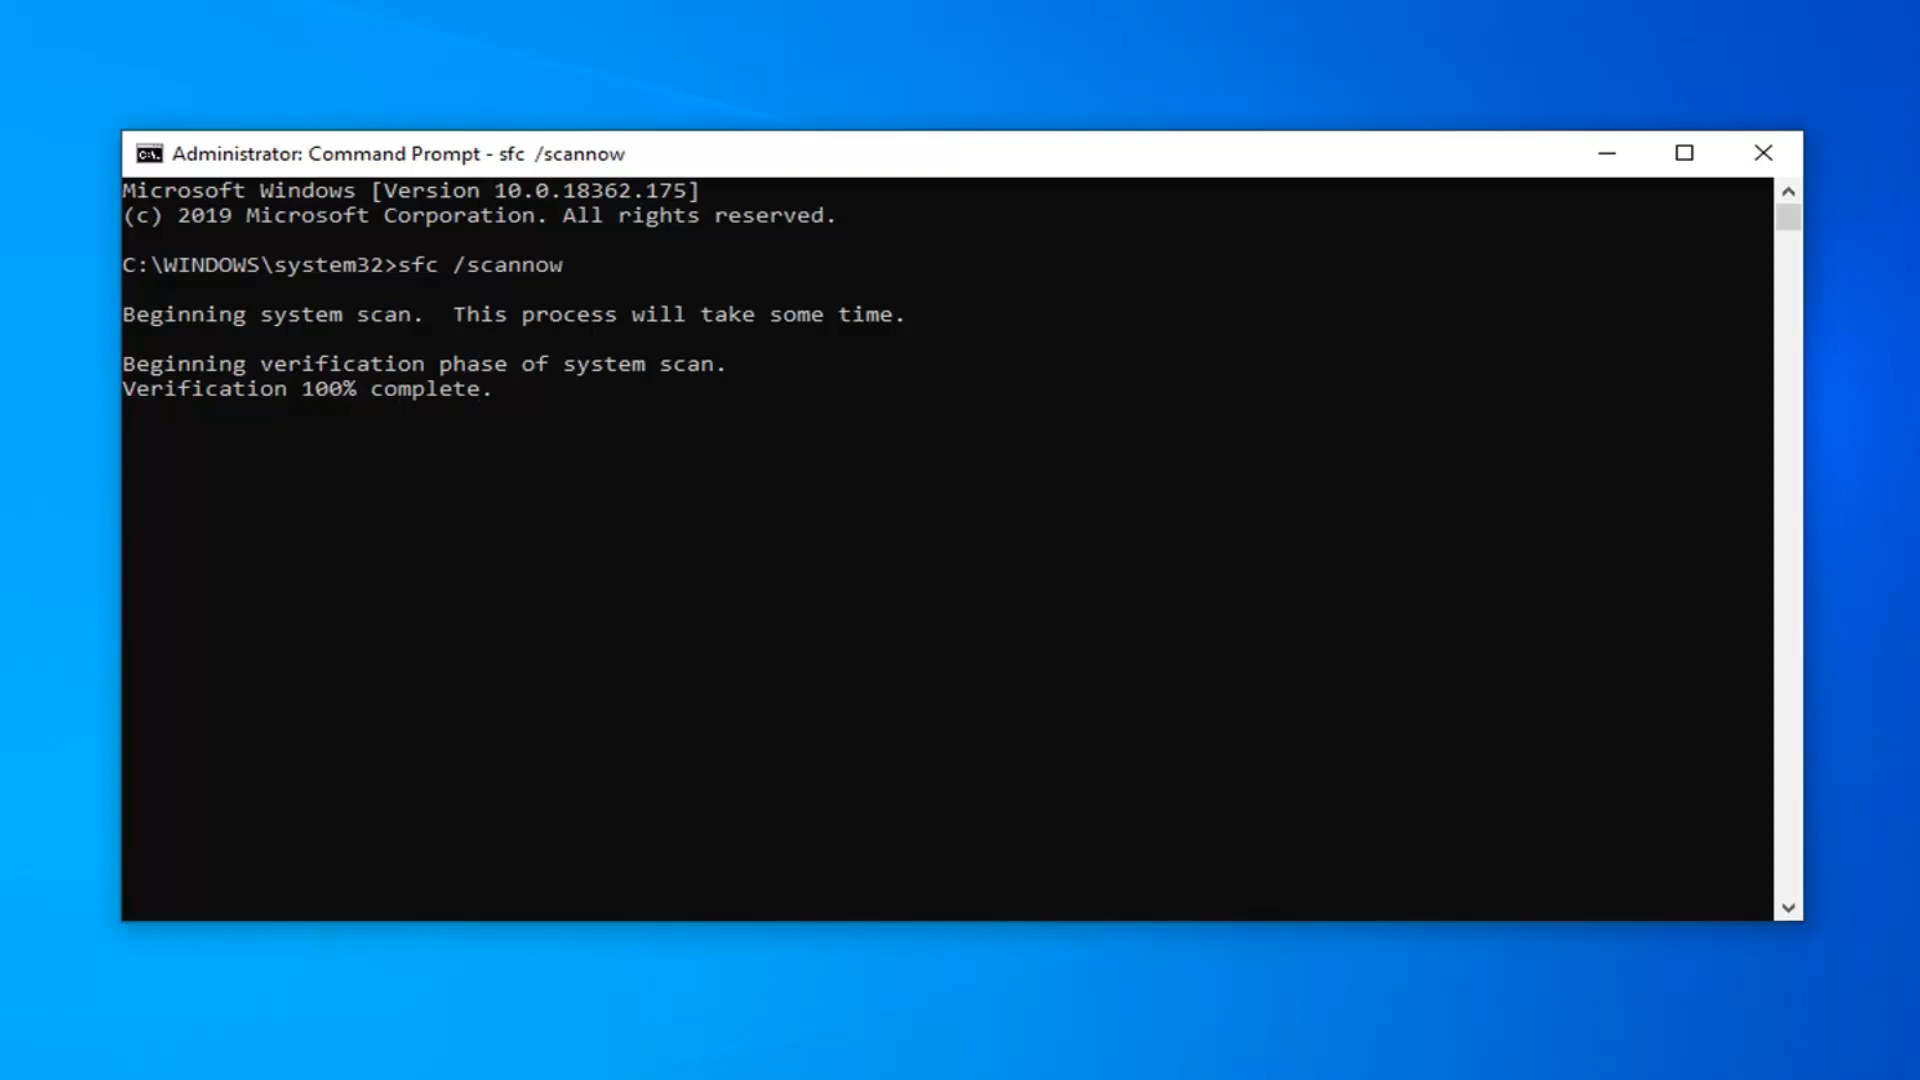 Administrator: Command Prompt - sfc  /scannow
Microsoft Windows [Version 10.0.18362.175]
(c) 2019 Microsoft Corporation. All rights reserved.
C:\WINDOWS\system32>sfc /scannow
Beginning system scan.  This process will take some time.
Beginning verification phase of system scan.
Verification 100% complete.